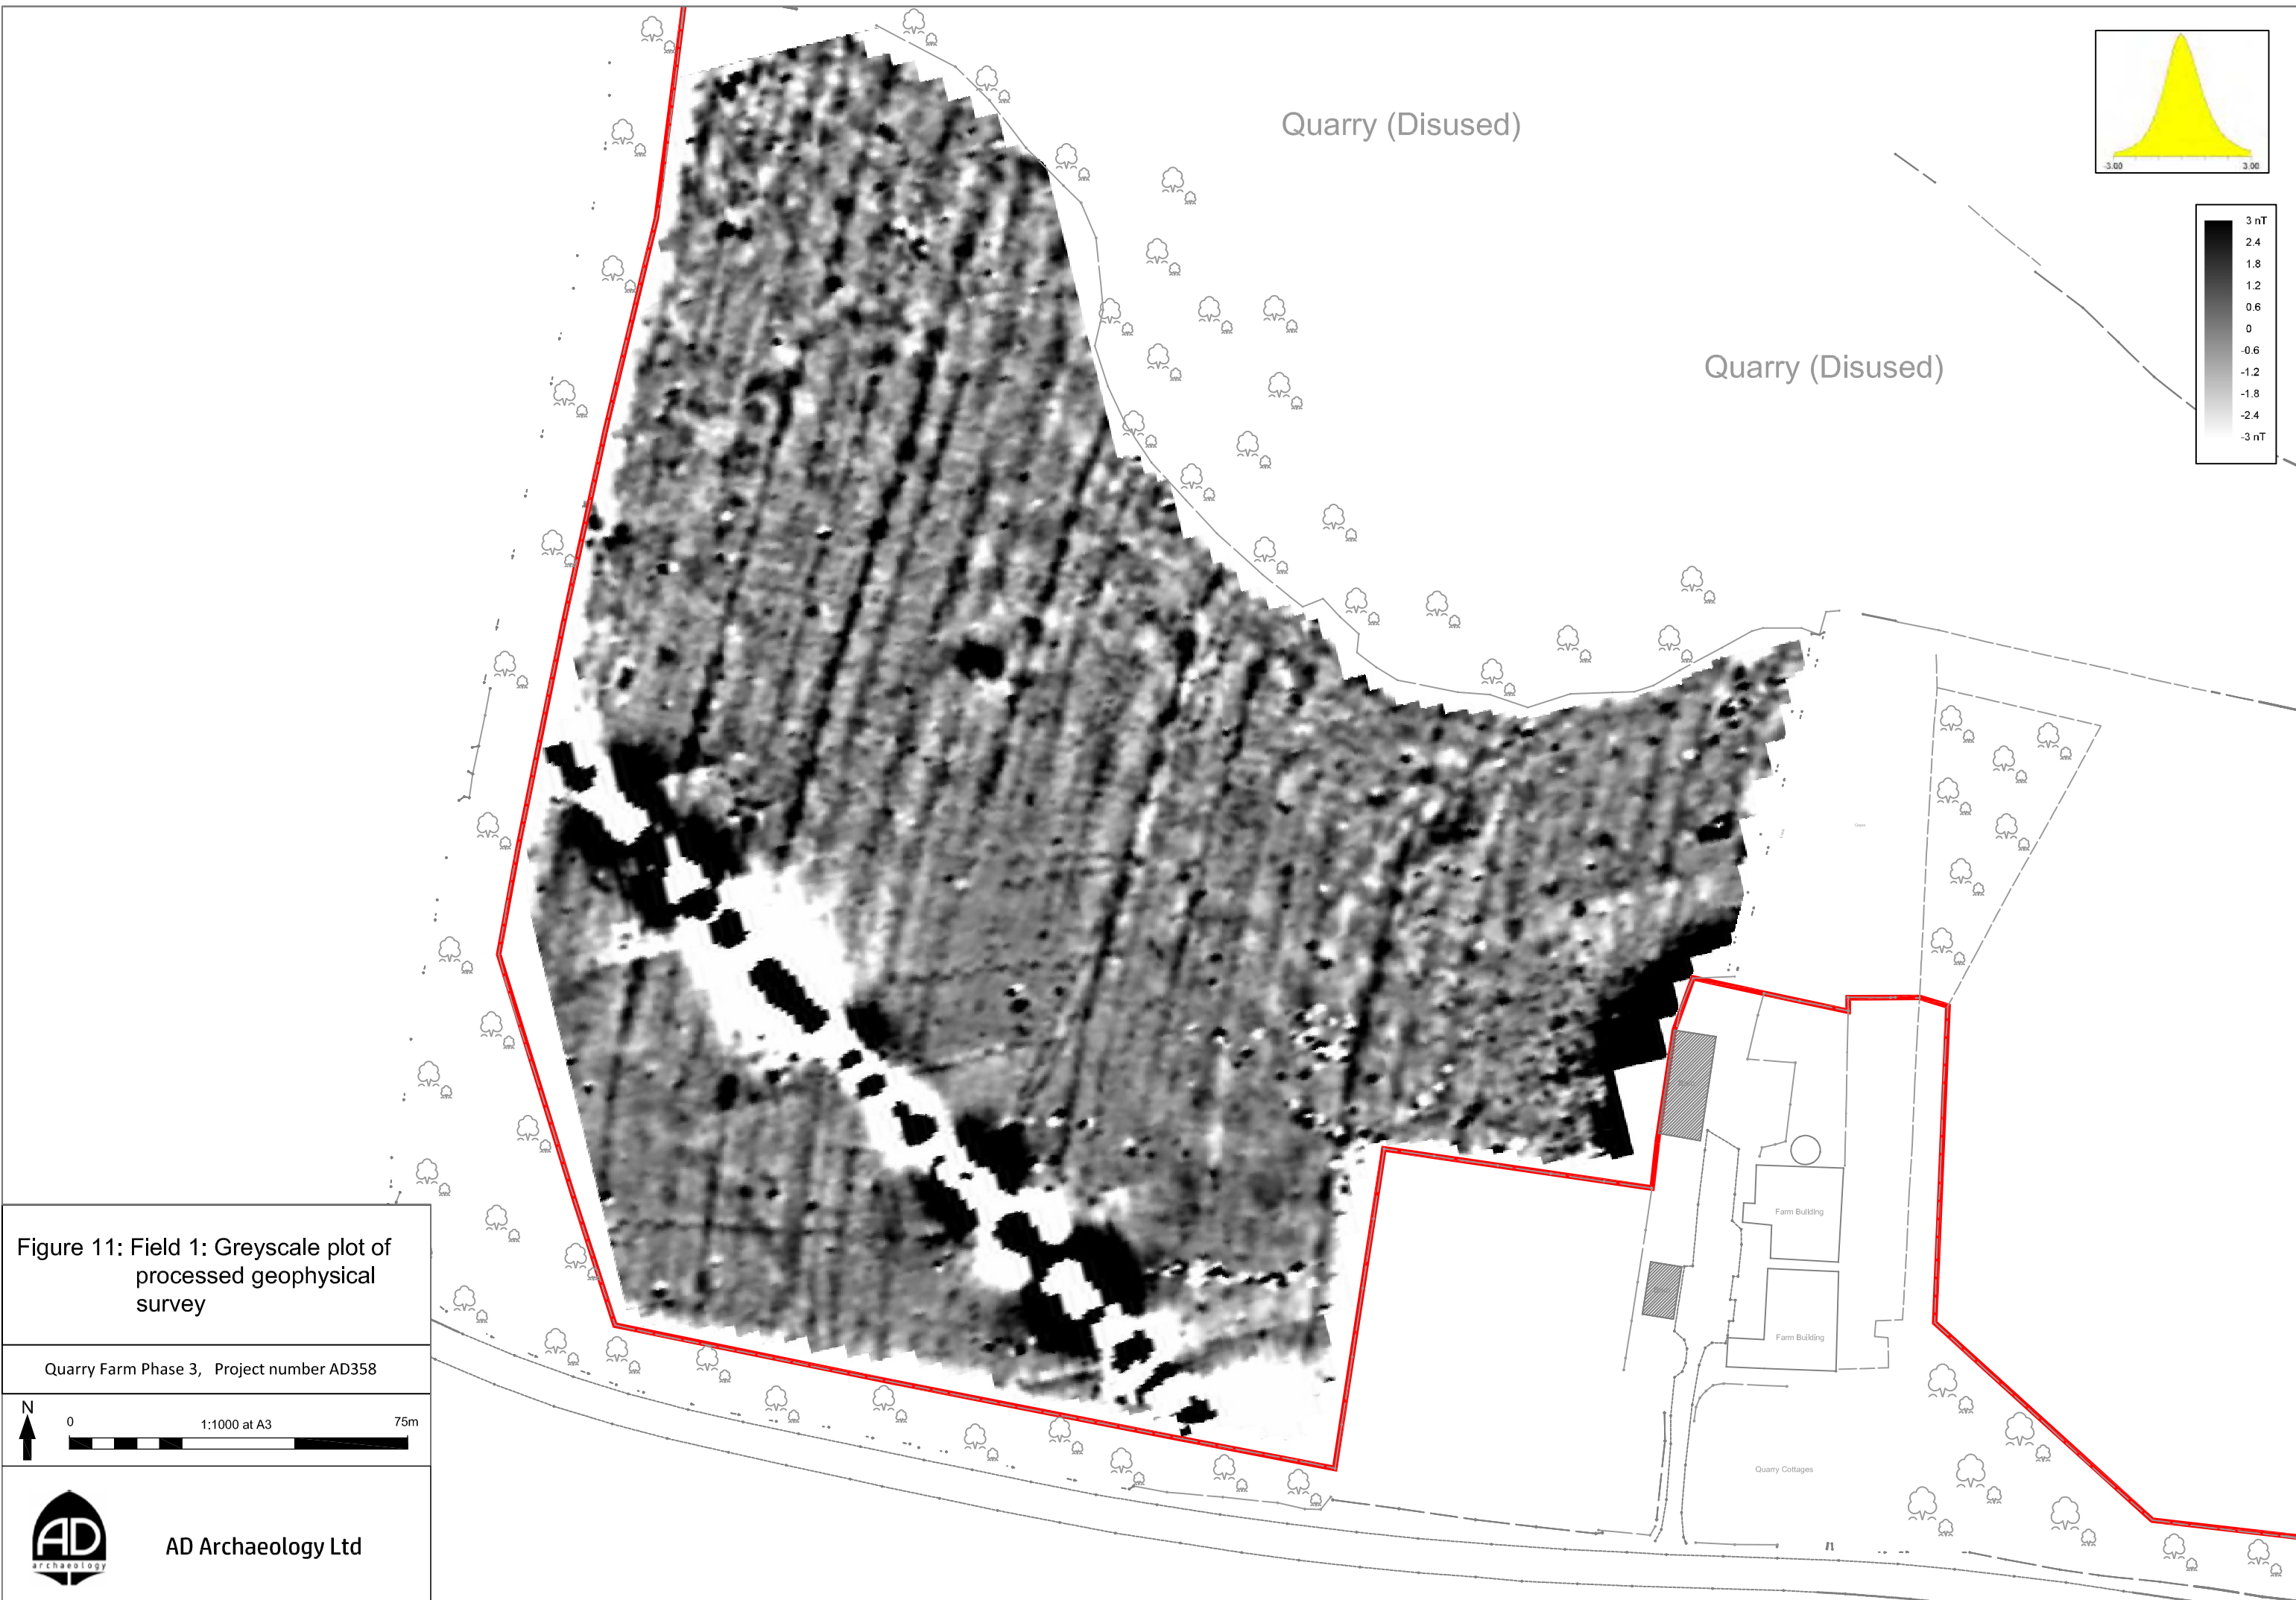 Quarry (Disused)
Quarry (Disused)
-3.00 3.00
3 nT
2.4
1.8
1.2
0.6
0
-0.6
-1.2
-1.8
-2.4
-3 nT
Farm Building
Farm Building
Quarry Cottages
Figure 11: Field 1: Greyscale plot of
processed geophysical
survey
Quarry Farm Phase 3, Project number AD358
N
0 1:1000 at A3 75m
AD
archaeology
AD Archaeology Ltd